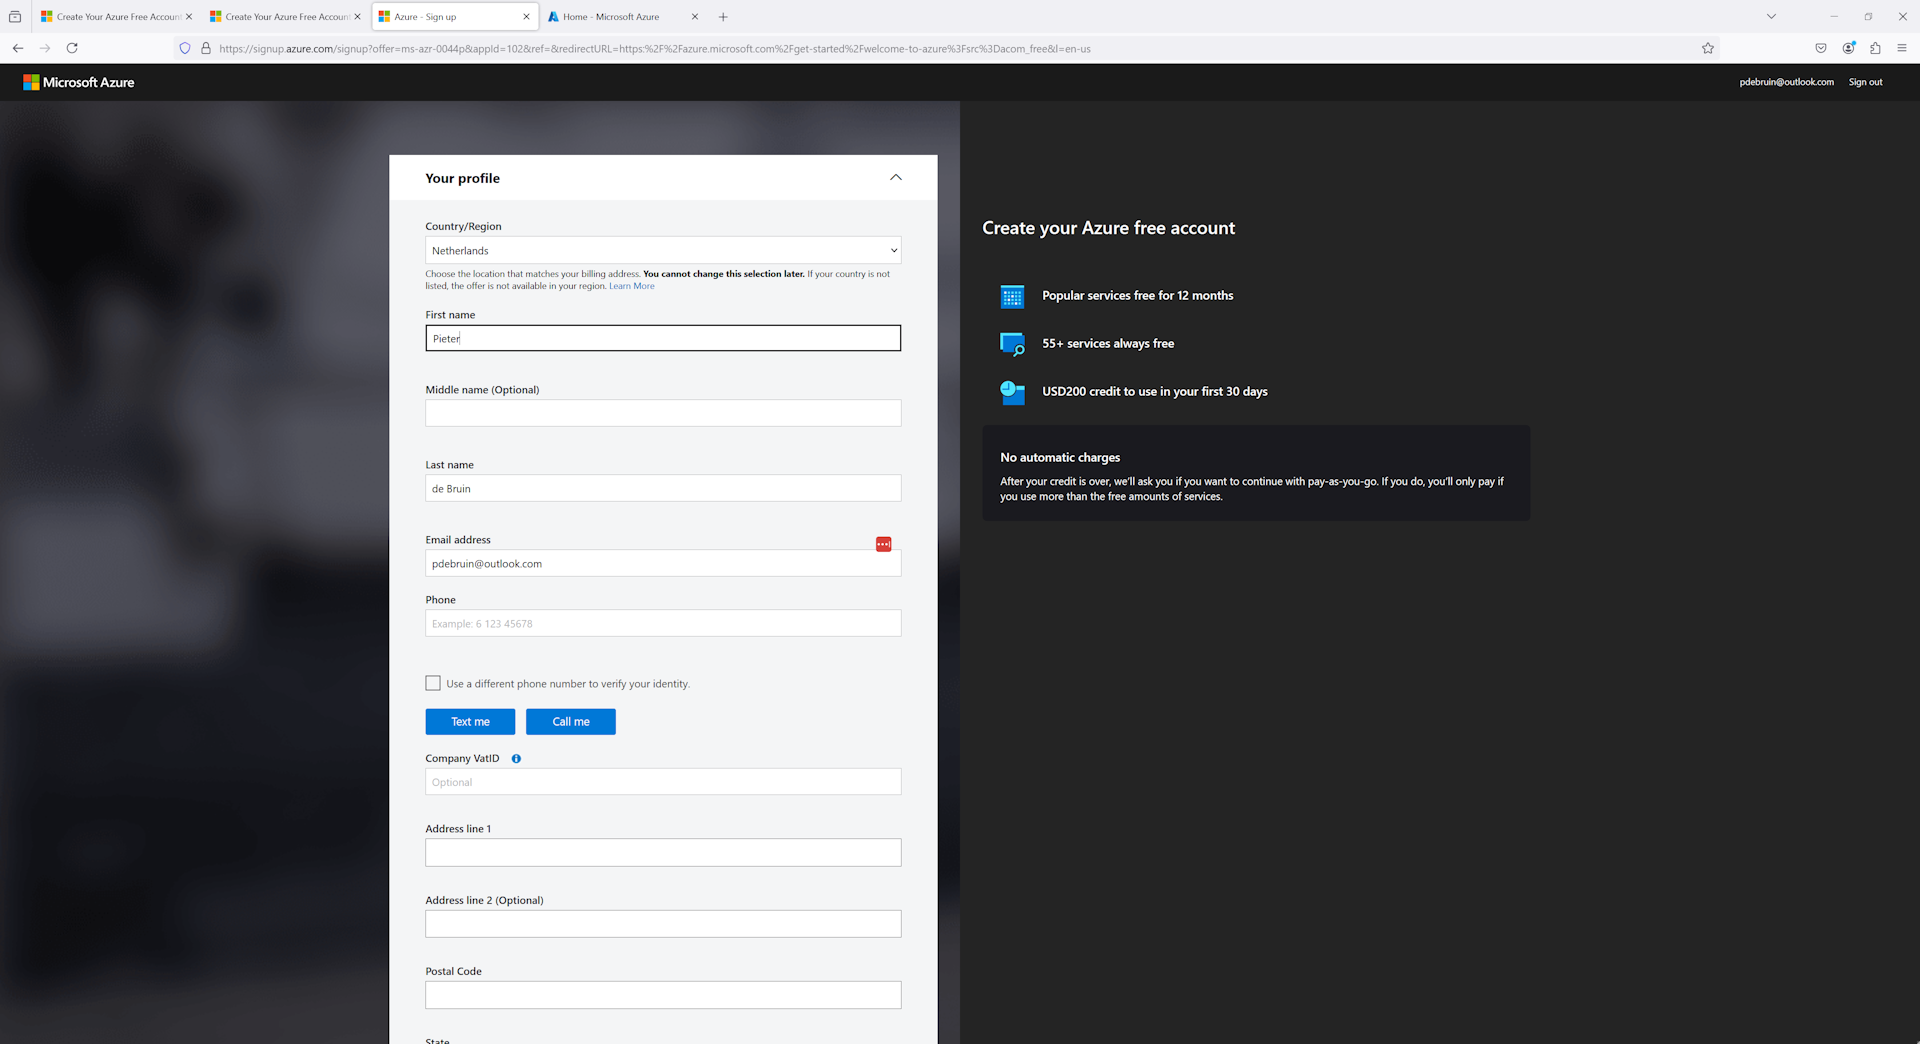 Create Your Azure Free Account
Create Your Azure Free Account
Azure - Sign up
Home - Microsoft Azure
https://signup.azure.com/signup?offer=ms-azr-0044p&appId=102&ref=&redirectURL=https:%2F%2Fazure.microsoft.com%2Fget-started%2Fwelcome-to-azure%3Fsrc%3Dacom_free&l=en-us
Microsoft Azure
pdebruin@outlook.com
Sign out
Your profile
Country/Region
Netherlands
Choose the location that matches your billing address. You cannot change this selection later. If your country is not
listed, the offer is not available in your region. Learn More
First name
Pieter
Middle name (Optional)
Last name
de Bruin
Email address
pdebruin@outlook.com
Phone
Example: 6 123 45678
Use a different phone number to verify your identity.
Text me
Call me
Company VatID
Optional
Address line 1
Address line 2 (Optional)
Postal Code
State
Create your Azure free account
Popular services free for 12 months
55+ services always free
USD200 credit to use in your first 30 days
No automatic charges
After your credit is over, we'll ask you if you want to continue with pay-as-you-go. If you do, you'll only pay if
you use more than the free amounts of services.